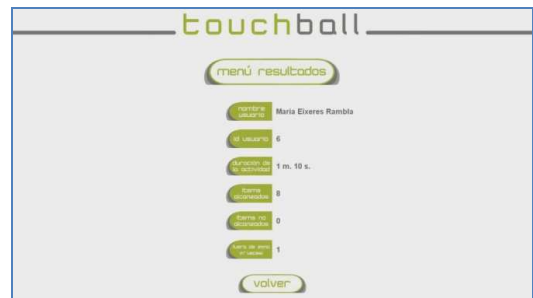 touchball
menú resultados
nombre
usuario
Maria Eixeres Rambla
id usuario
6
duración de
la actividad
1 m. 10 s.
Items
alcanzados
8
Items no
alcanzados
0
fuera de zona
1
volver